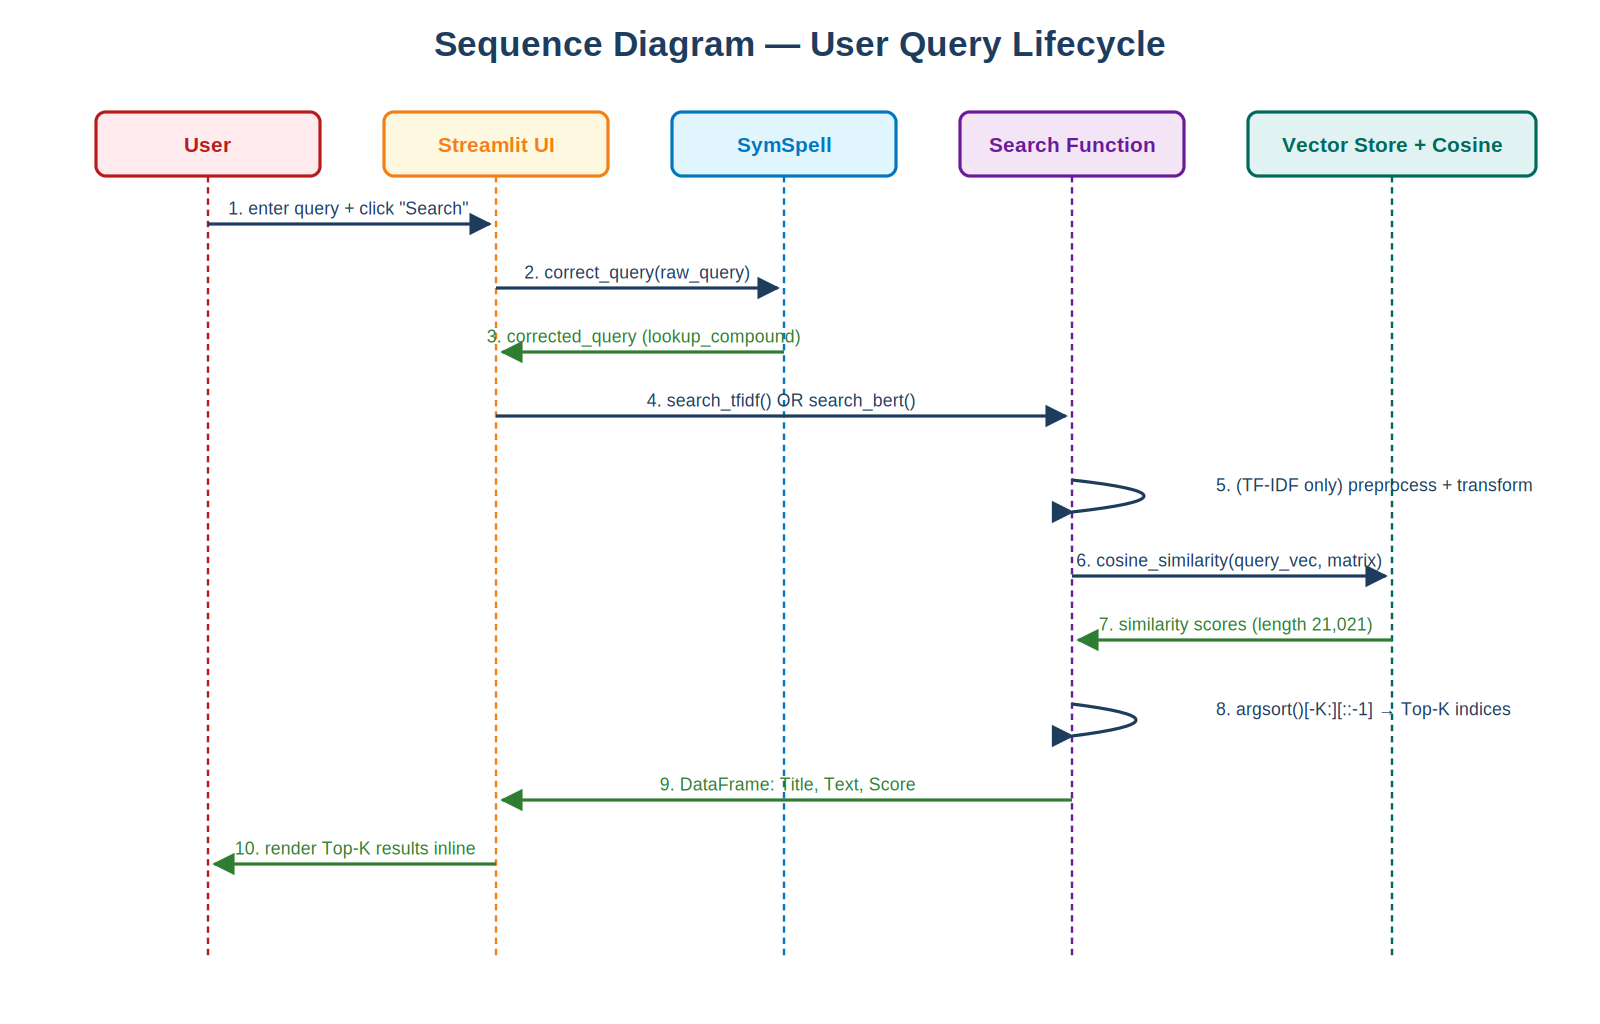 Sequence Diagram — User Query Lifecycle
User
Streamlit UI
SymSpell
Search Function
Vector Store + Cosine
1. enter query + click "Search"
2. correct_query(raw_query)
3. corrected_query (lookup_compound)
4. search_tfidf() OR search_bert()
5. (TF-IDF only) preprocess + transform
6. cosine_similarity(query_vec, matrix)
7. similarity scores (length 21,021)
8. argsort()[-K:][::-1] → Top-K indices
9. DataFrame: Title, Text, Score
10. render Top-K results inline